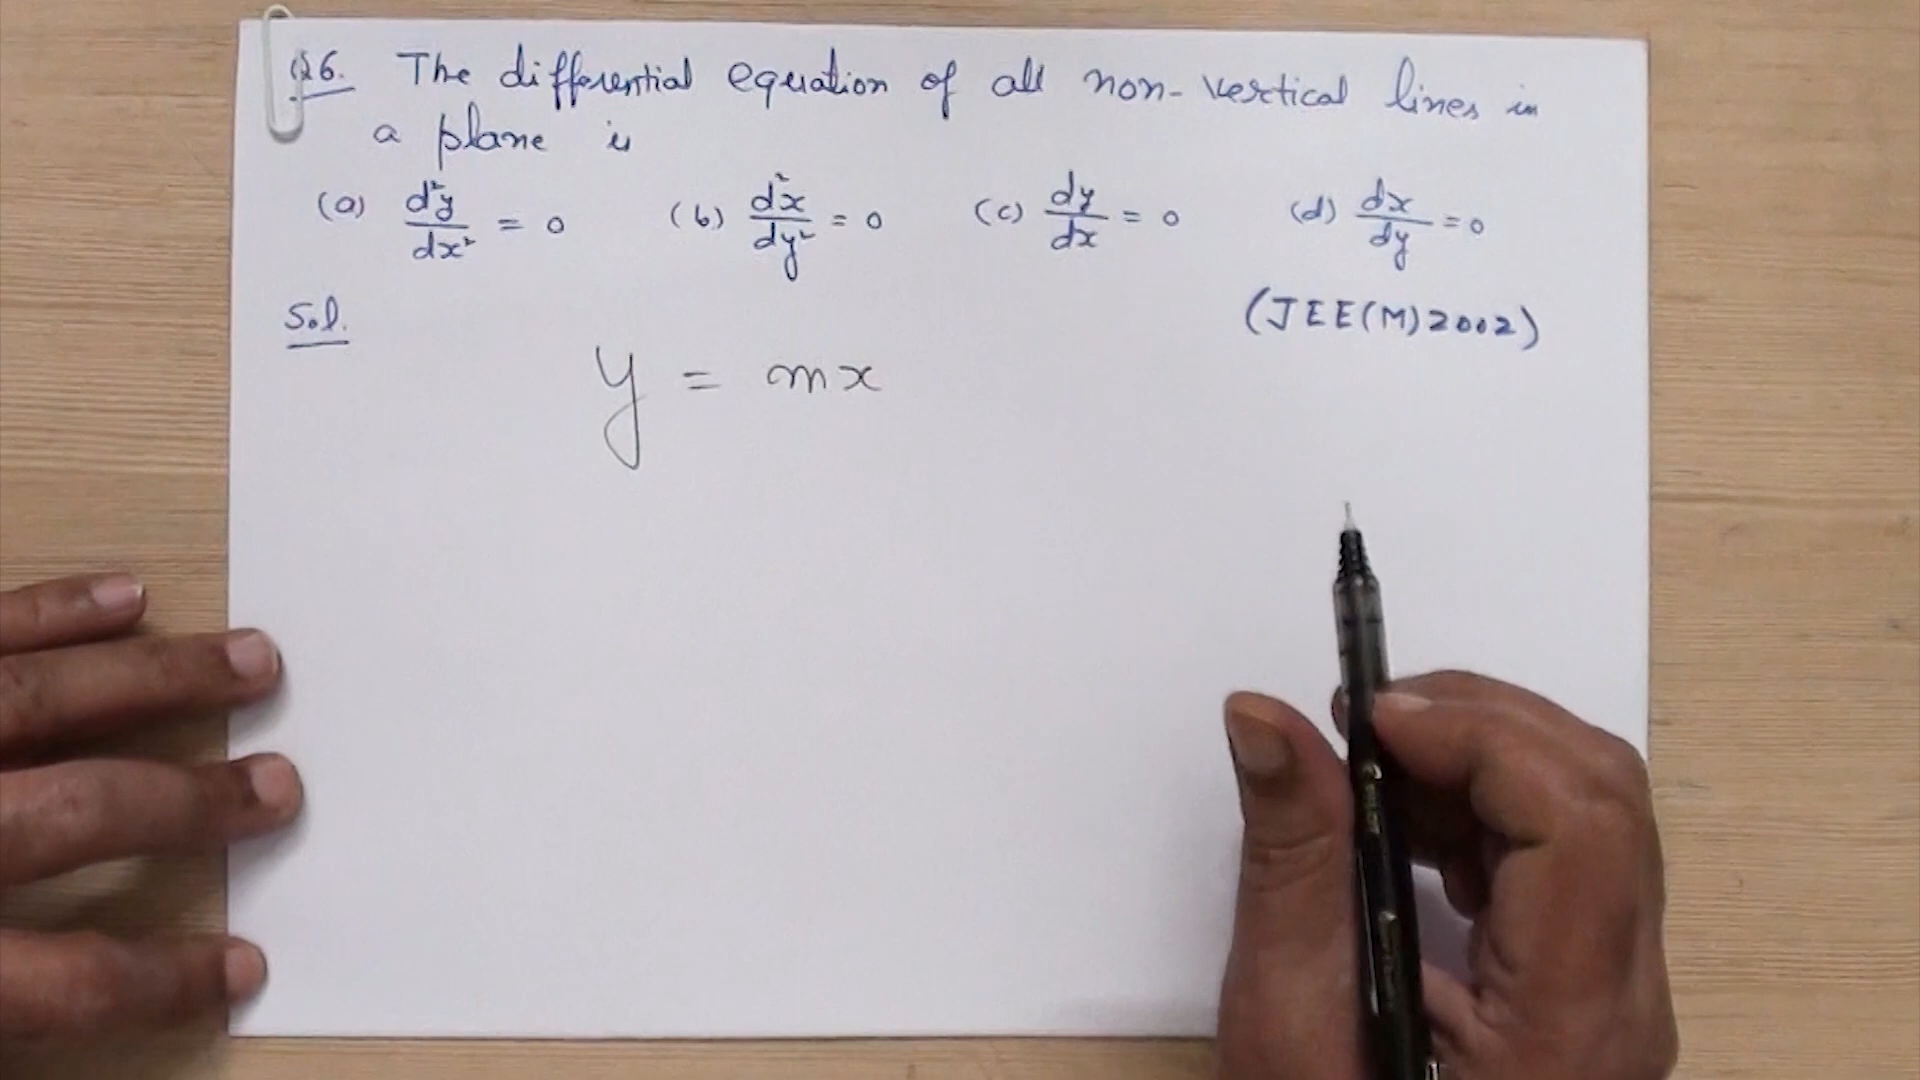 Q6. The differential equation of all non-vertical lines in
a plane is
(a) d²y/dx² = 0 (b) d²x/dy² = 0 (c) dy/dx = 0 (d) dx/dy = 0
Sol. (JEE(M)2002)
y = mx